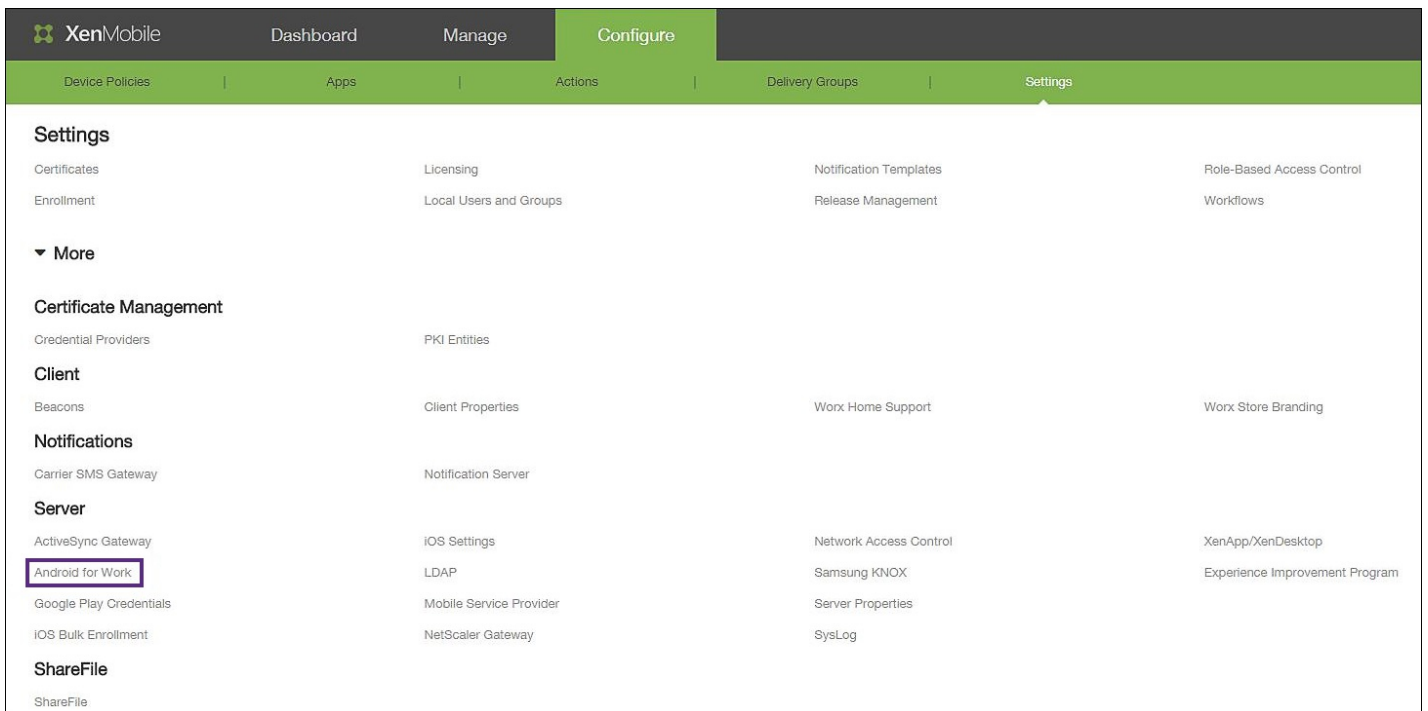 XenMobile Dashboard Manage Configure
Device Policies | Apps | Actions | Delivery Groups | Settings
Settings
Certificates Licensing Notification Templates Role-Based Access Control
Enrollment Local Users and Groups Release Management Workflows
More
Certificate Management
Credential Providers PKI Entities
Client
Beacons Client Properties Worx Home Support Worx Store Branding
Notifications
Carrier SMS Gateway Notification Server
Server
ActiveSync Gateway iOS Settings Network Access Control XenApp/XenDesktop
Android for Work LDAP Samsung KNOX Experience Improvement Program
Google Play Credentials Mobile Service Provider Server Properties
iOS Bulk Enrollment NetScaler Gateway SysLog
ShareFile
ShareFile